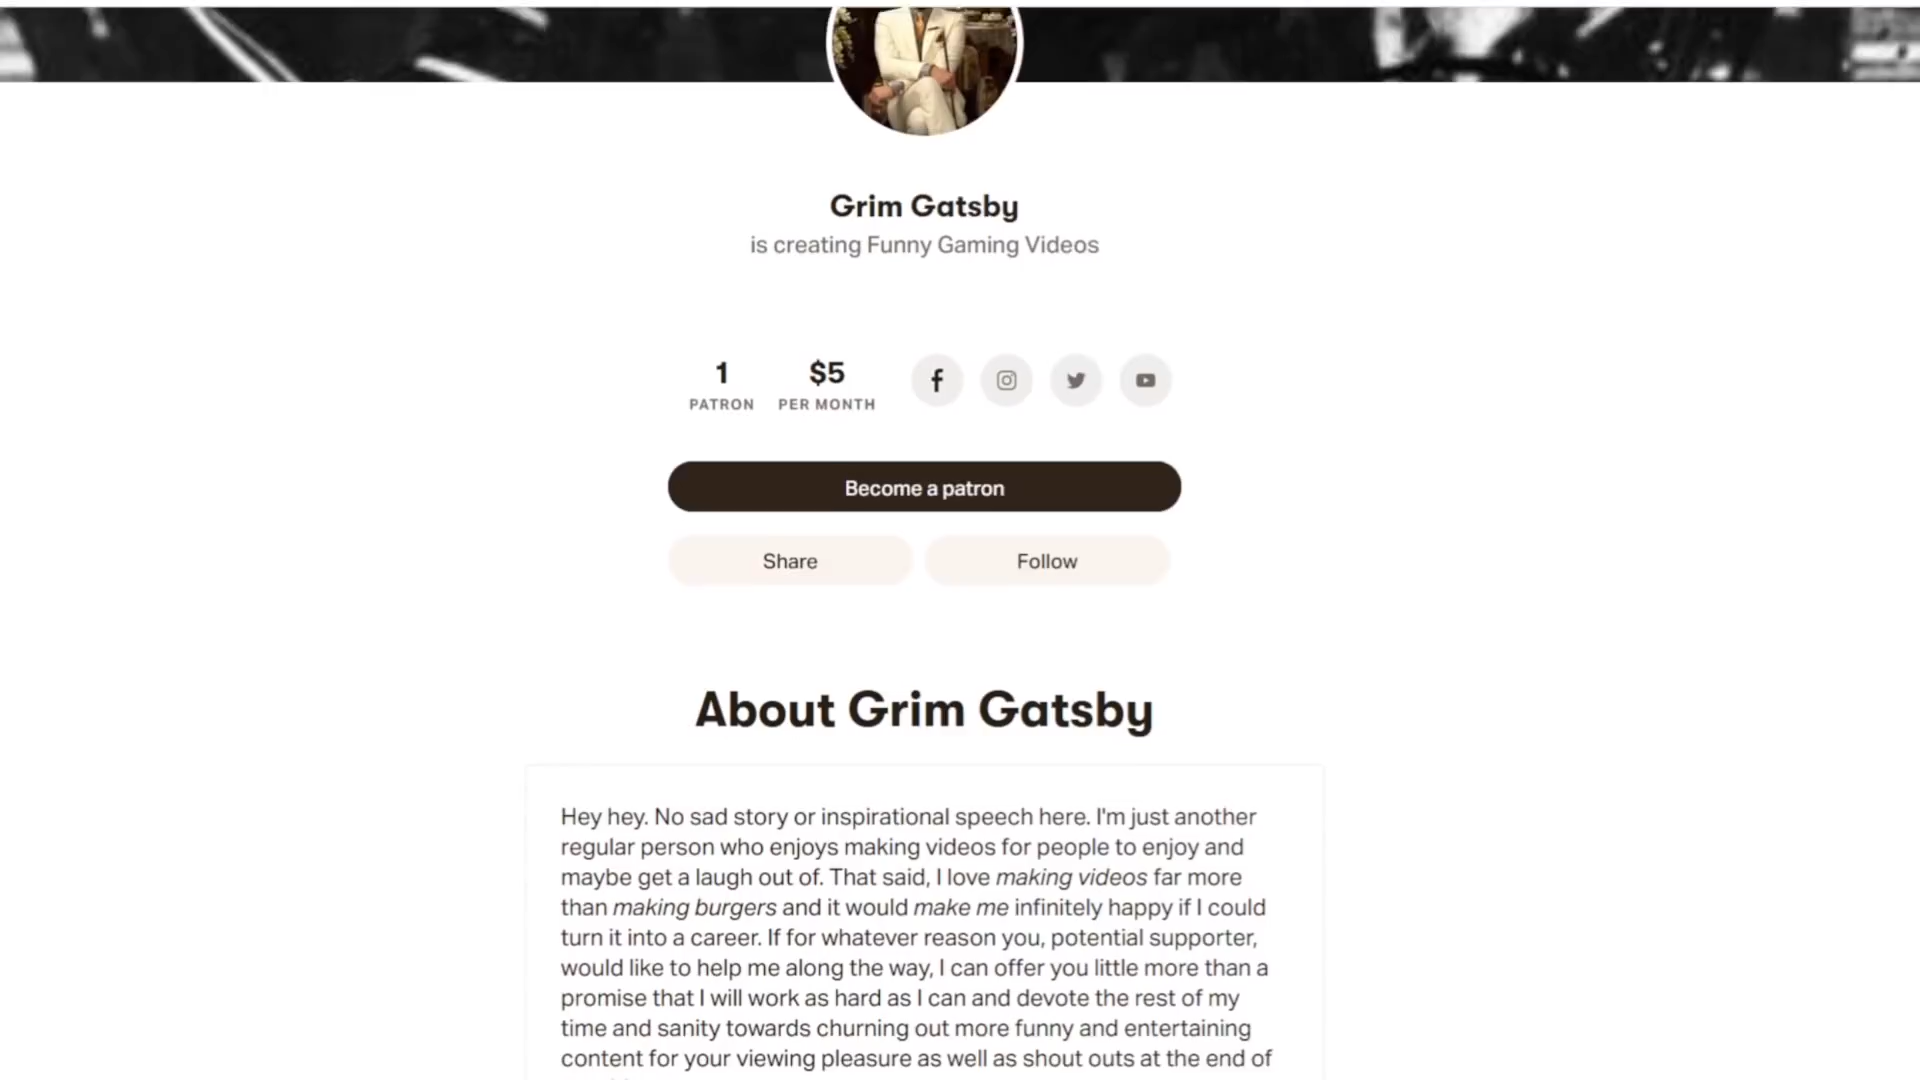 Grim Gatsby
is creating Funny Gaming Videos
1
PATRON
$5
PER MONTH
Become a patron
Share
Follow
About Grim Gatsby
Hey hey. No sad story or inspirational speech here. I'm just another
regular person who enjoys making videos for people to enjoy and
maybe get a laugh out of. That said, I love making videos far more
than making burgers and it would make me infinitely happy if I could
turn it into a career. If for whatever reason you, potential supporter,
would like to help me along the way, I can offer you little more than a
promise that I will work as hard as I can and devote the rest of my
time and sanity towards churning out more funny and entertaining
content for your viewing pleasure as well as shout outs at the end of